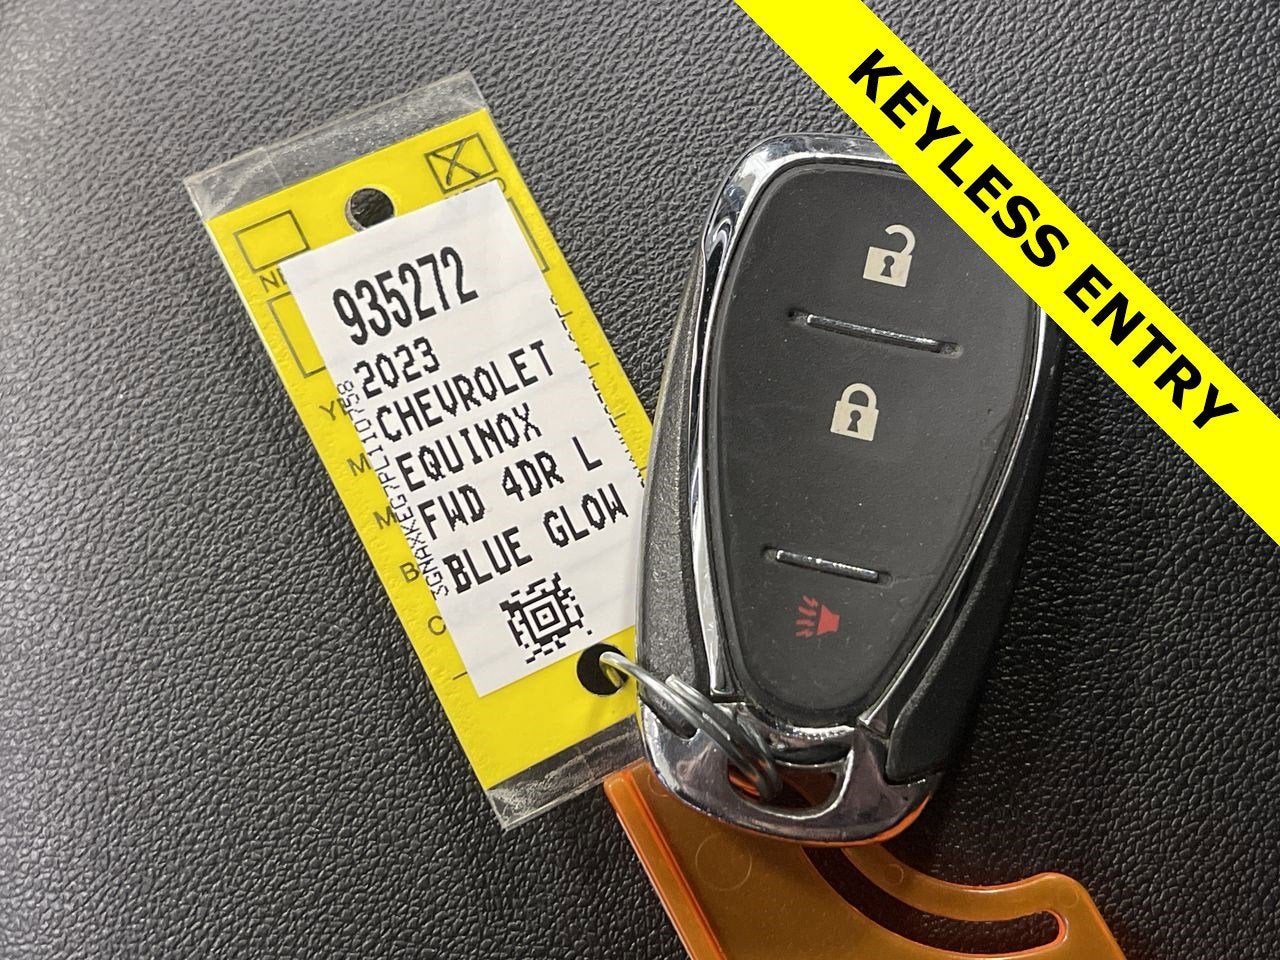 KEYLESS ENTRY
935272
2023
CHEVROLET
EQUINOX
FWD 4DR L
BLUE GLOW